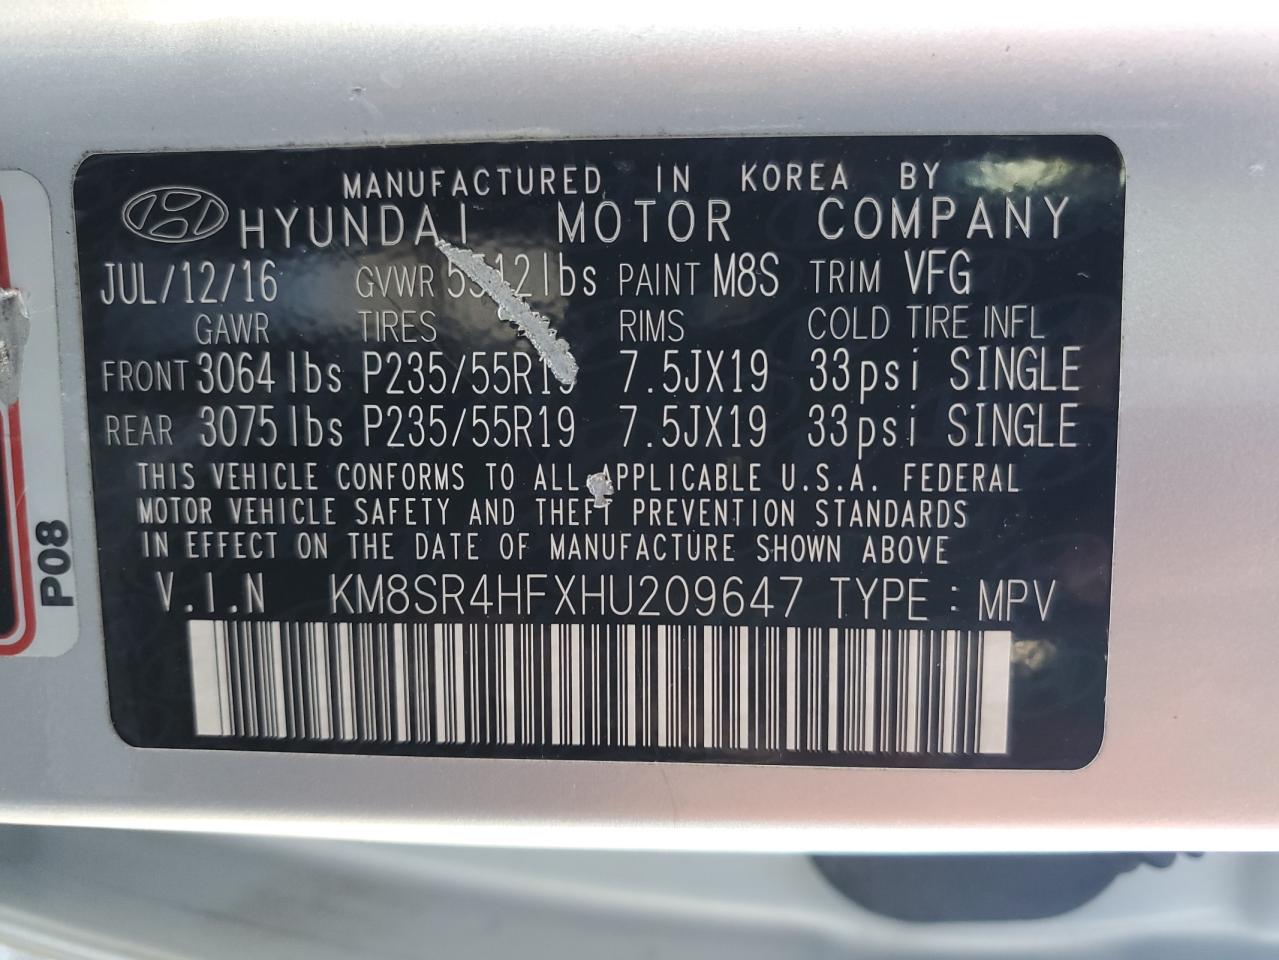 MANUFACTURED IN KOREA BY
HYUNDAI MOTOR COMPANY
JUL/12/16 GVWR lbs PAINT M8S TRIM VFG
GAWR TIRES RIMS COLD TIRE INFL
FRONT 3064 lbs P235/55R19 7.5JX19 33psi SINGLE
REAR 3075 lbs P235/55R19 7.5JX19 33psi SINGLE
THIS VEHICLE CONFORMS TO ALL APPLICABLE U.S.A. FEDERAL
MOTOR VEHICLE SAFETY AND THEFT PREVENTION STANDARDS
IN EFFECT ON THE DATE OF MANUFACTURE SHOWN ABOVE
V.I.N KM8SR4HFXHU209647 TYPE : MPV
P08